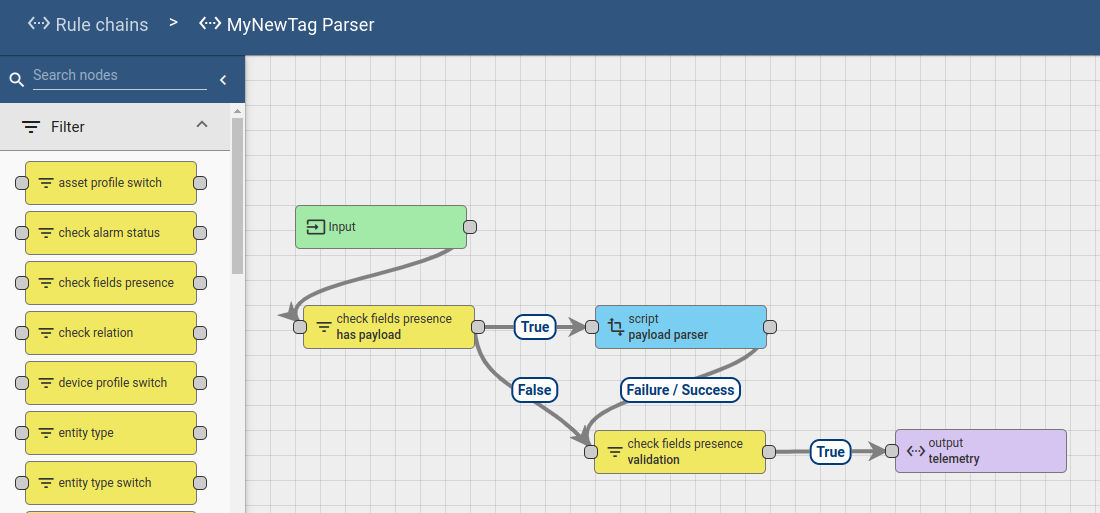 Rule chains > MyNewTag Parser
Search nodes
Filter
asset profile switch
check alarm status
check fields presence
check relation
device profile switch
entity type
entity type switch
Input
check fields presence
has payload
True
script
payload parser
False
Failure / Success
check fields presence
validation
True
output
telemetry